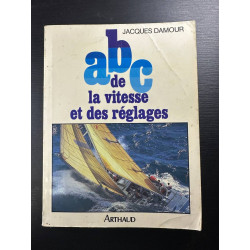 JACQUES DAMOUR
abc
de
la vitesse
et des réglages
ARTHAUD